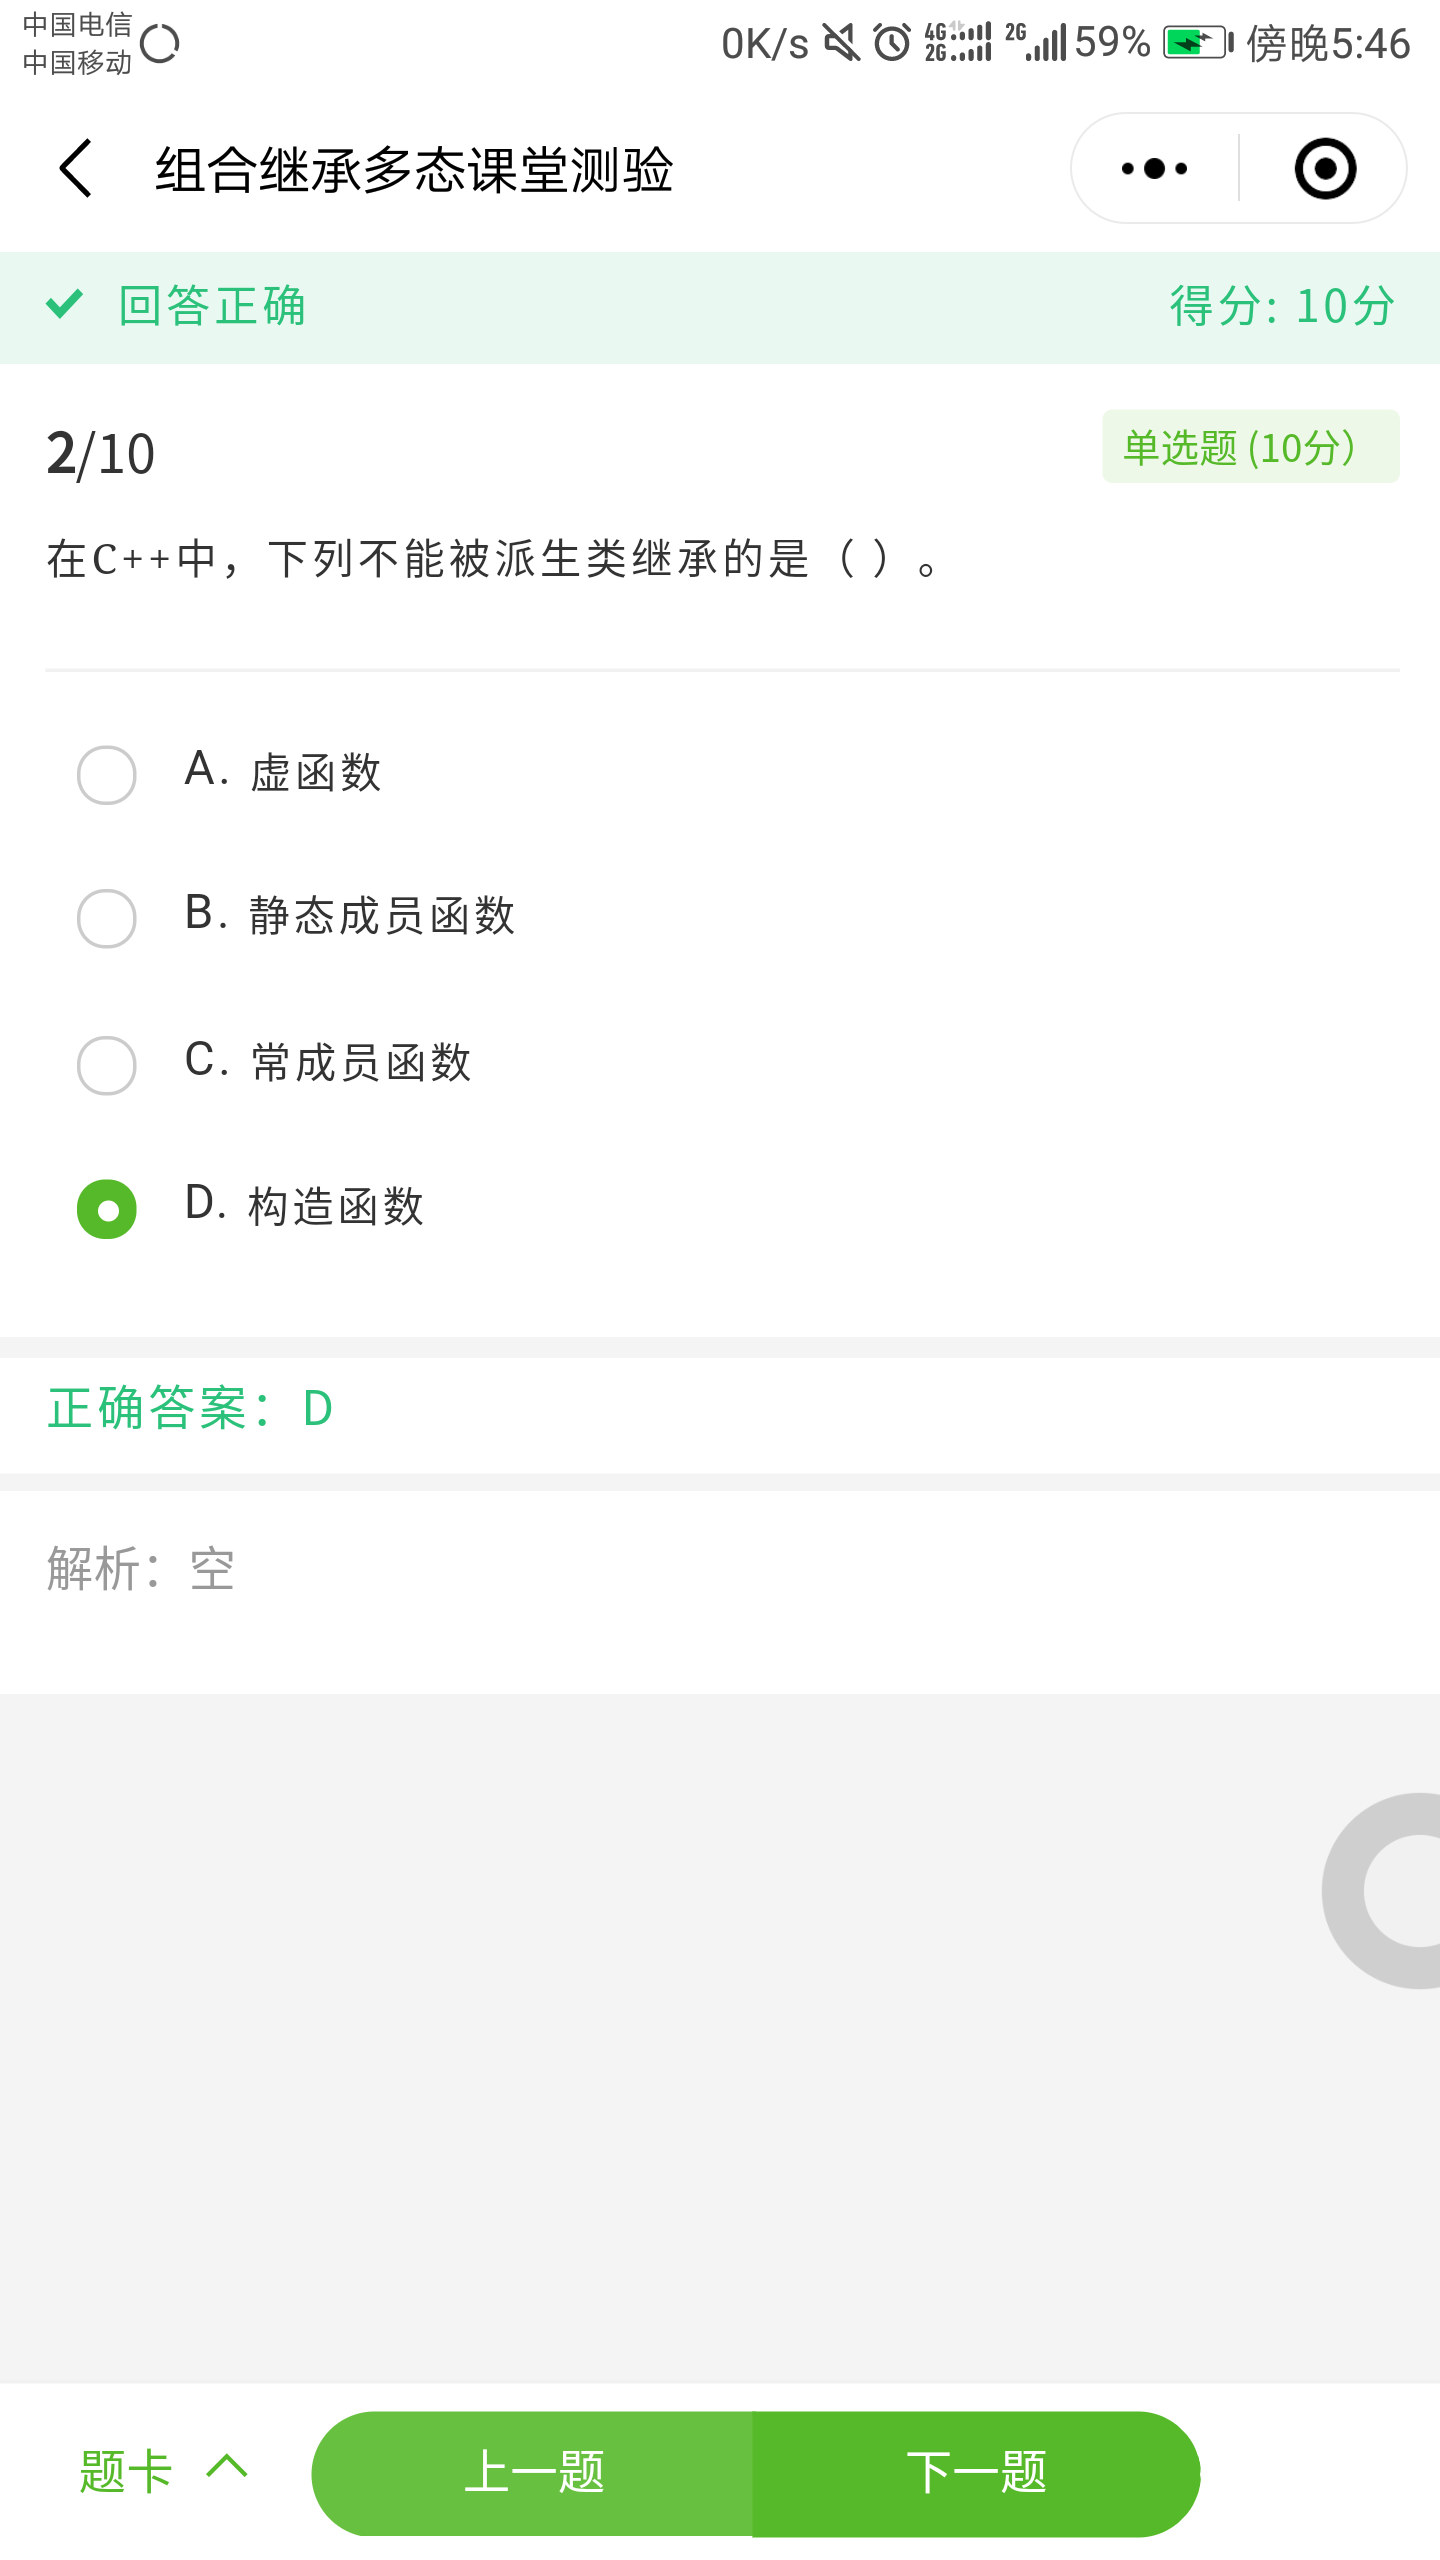 中国电信
中国移动
0K/s 4G 2G 2G 59% 傍晚5:46
组合继承多态课堂测验
回答正确 得分: 10分
2/10 单选题 (10分)
在C++中，下列不能被派生类继承的是（ ）。
A. 虚函数
B. 静态成员函数
C. 常成员函数
D. 构造函数
正确答案：D
解析：空
题卡 上一题 下一题